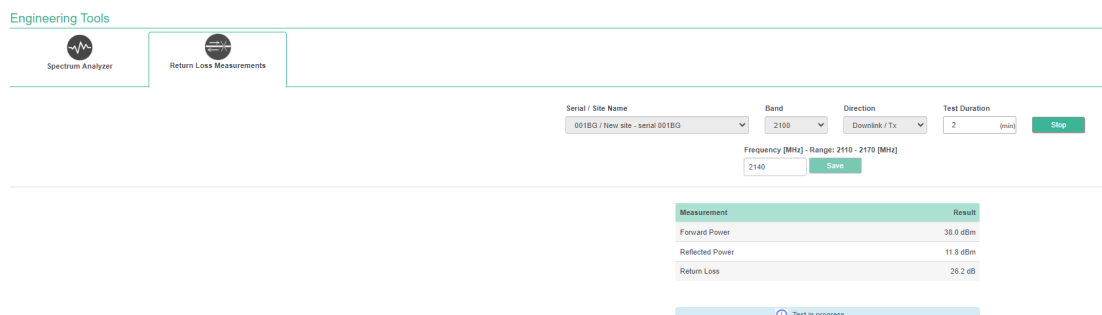 Engineering Tools
Spectrum Analyzer
Return Loss Measurements
Serial / Site Name Band Direction Test Duration
001BG / New site - serial 001BG 2100 Downlink / Tx 2 (min) Stop
Frequency [MHz] - Range: 2110 - 2170 [MHz]
2140 Save
Measurement Result
Forward Power 38.0 dBm
Reflected Power 11.8 dBm
Return Loss 26.2 dB
Test in progress